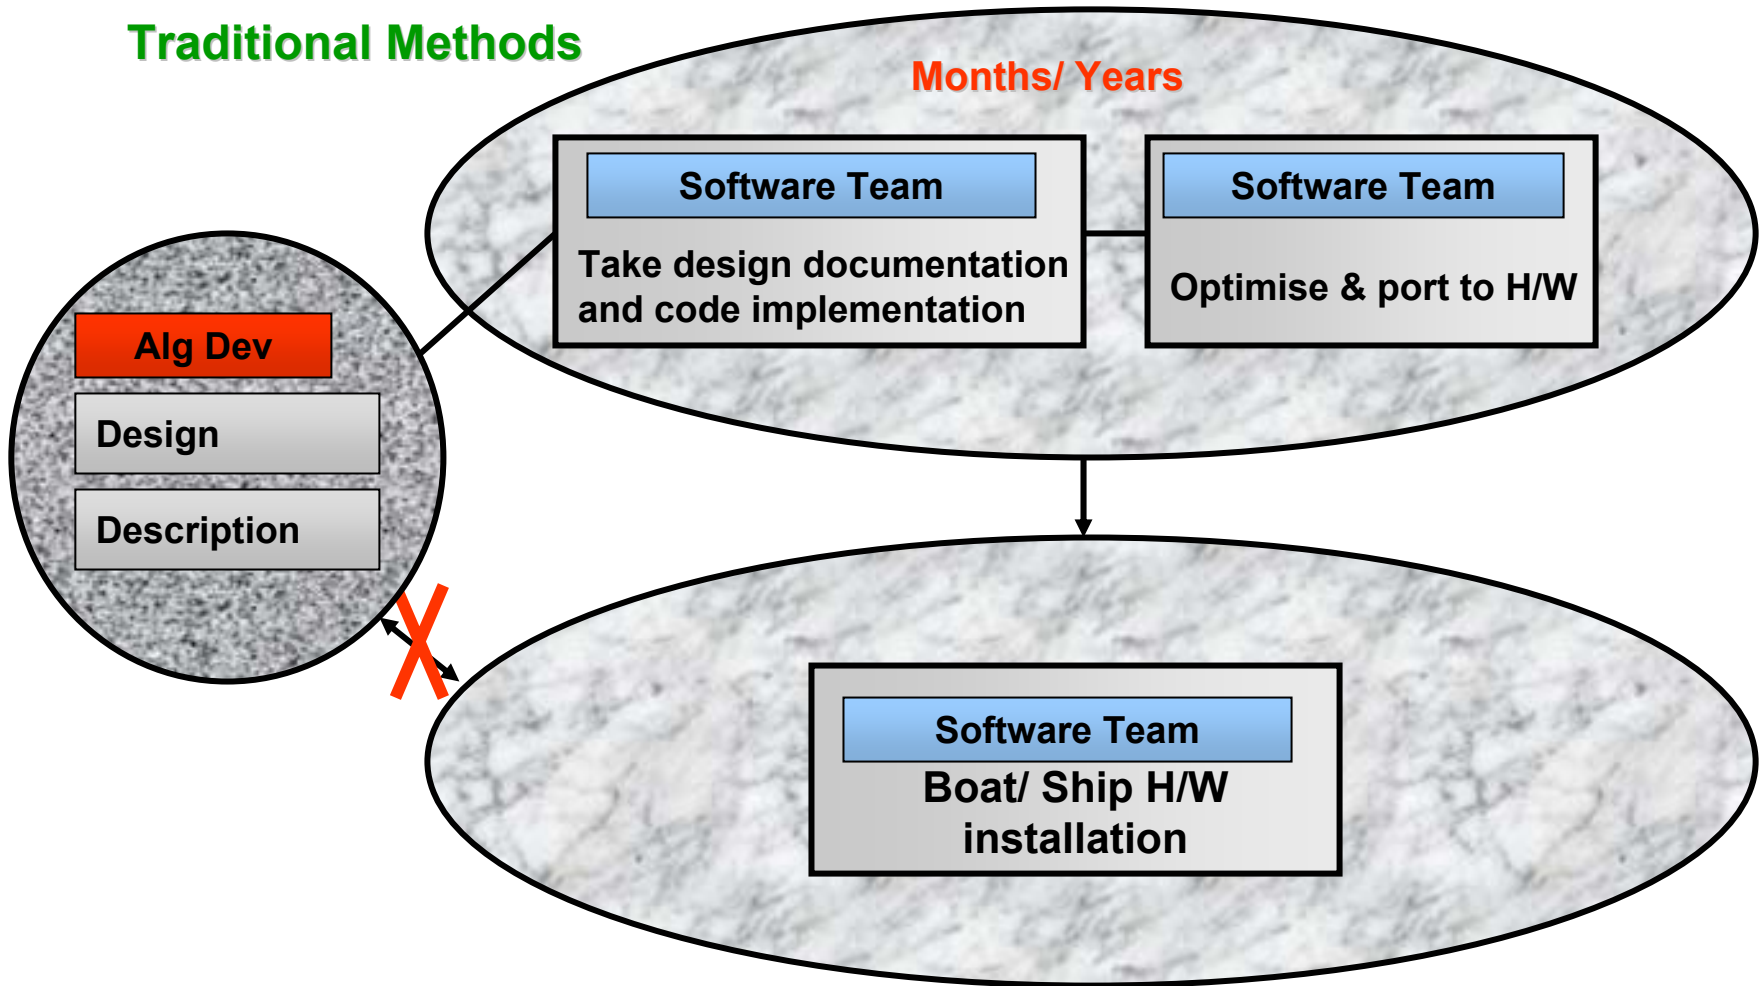 Traditional Methods
Months/ Years
Software Team
Take design documentation
and code implementation
Software Team
Optimise & port to H/W
Alg Dev
Design
Description
Software Team
Boat/ Ship H/W
installation